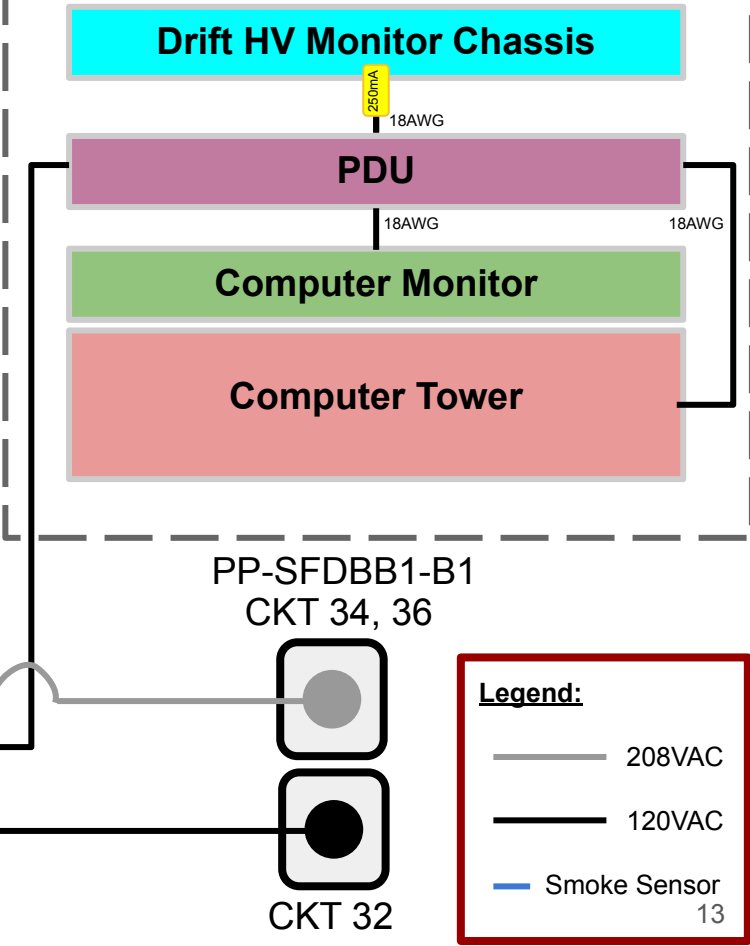 Drift HV Monitor Chassis
250mA
18AWG
PDU
18AWG
18AWG
Computer Monitor
Computer Tower
PP-SFDBB1-B1
CKT 34, 36
Legend:
208VAC
120VAC
Smoke Sensor
13
CKT 32